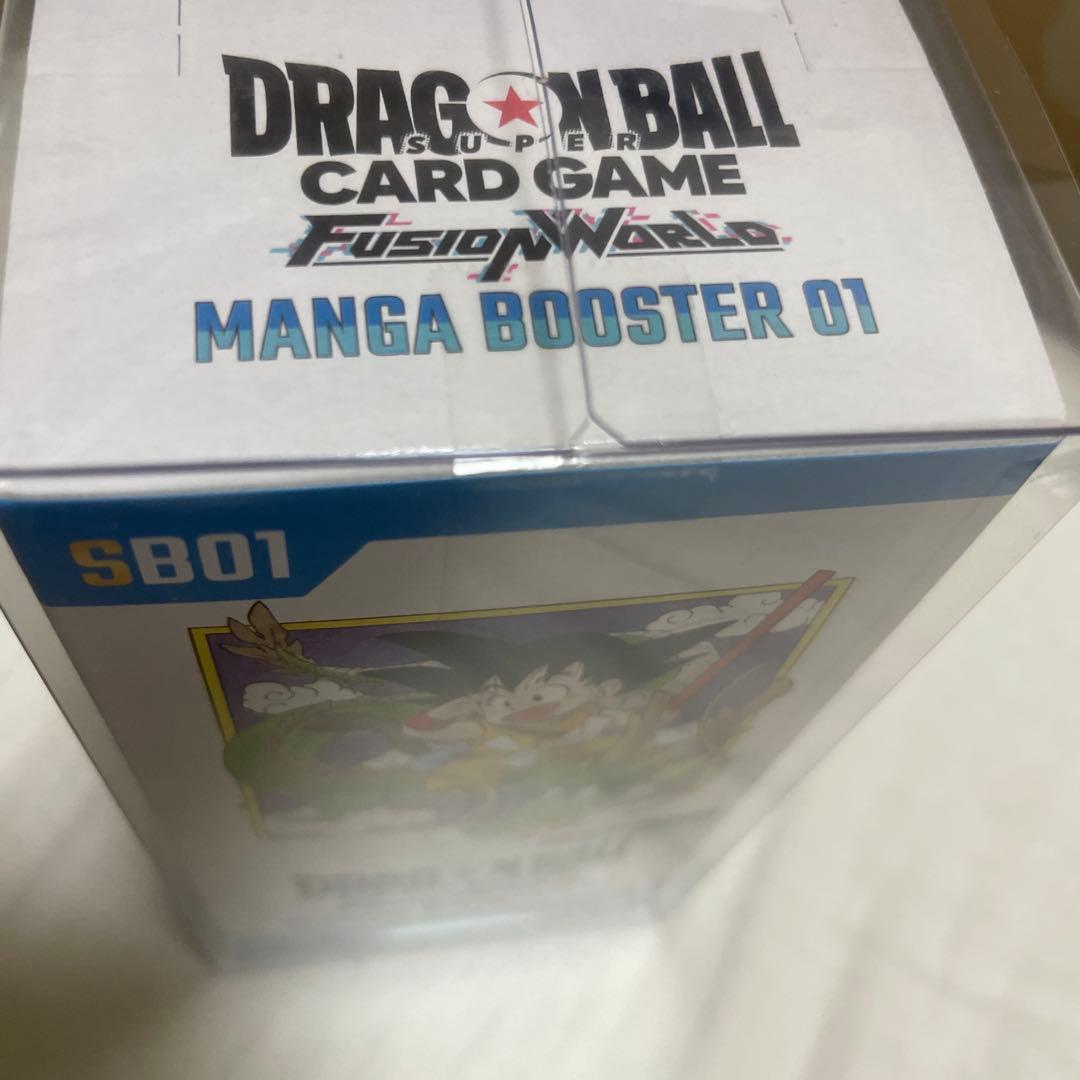 DRAGON BALL
SUPER
CARD GAME
FUSION WORLD
MANGA BOOSTER 01
SB01